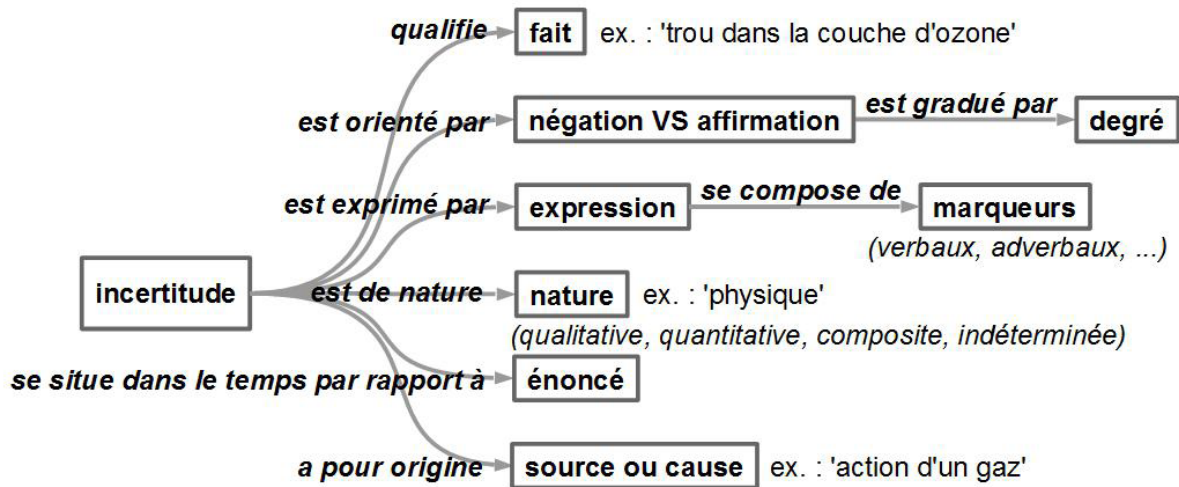 qualifie fait ex. : 'trou dans la couche d'ozone'
est orienté par négation VS affirmation est gradué par degré
est exprimé par expression se compose de marqueurs
(verbaux, adverbaux, ...)
incertitude est de nature nature ex. : 'physique'
(qualitative, quantitative, composite, indéterminée)
se situe dans le temps par rapport à énoncé
a pour origine source ou cause ex. : 'action d'un gaz'